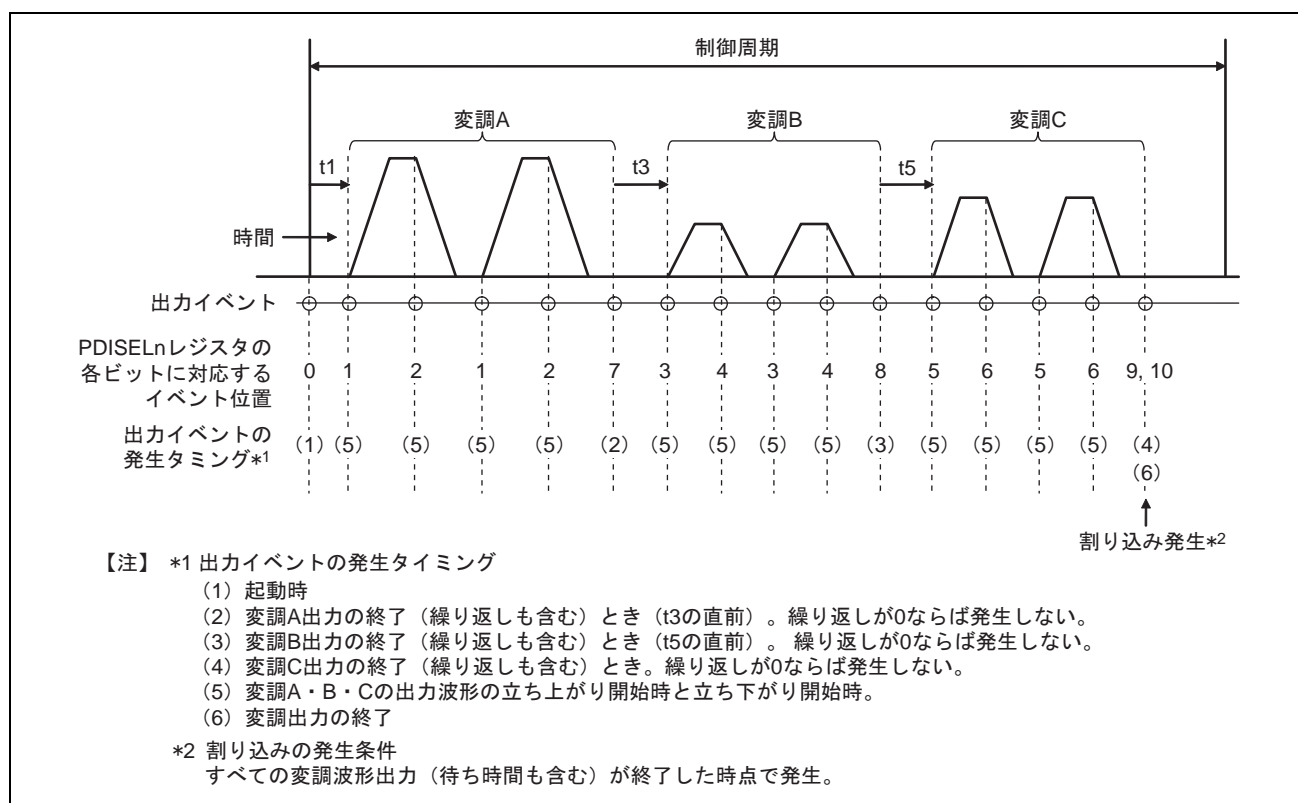 制御周期
変調A 変調B 変調C
t1 t3 t5
時間
出力イベント
PDISELnレジスタの
各ビットに対応する 0 1 2 1 2 7 3 4 3 4 8 5 6 5 6 9, 10
イベント位置
出力イベントの
発生タミング*1 (1) (5) (5) (5) (5) (2) (5) (5) (5) (5) (3) (5) (5) (5) (5) (4)
(6)
割り込み発生*2
【注】 *1 出力イベントの発生タイミング
(1) 起動時
(2) 変調A出力の終了（繰り返しも含む）とき（t3の直前）。繰り返しが0ならば発生しない。
(3) 変調B出力の終了（繰り返しも含む）とき（t5の直前）。 繰り返しが0ならば発生しない。
(4) 変調C出力の終了（繰り返しも含む）とき。繰り返しが0ならば発生しない。
(5) 変調A・B・Cの出力波形の立ち上がり開始時と立ち下がり開始時。
(6) 変調出力の終了
*2 割り込みの発生条件
すべての変調波形出力（待ち時間も含む）が終了した時点で発生。